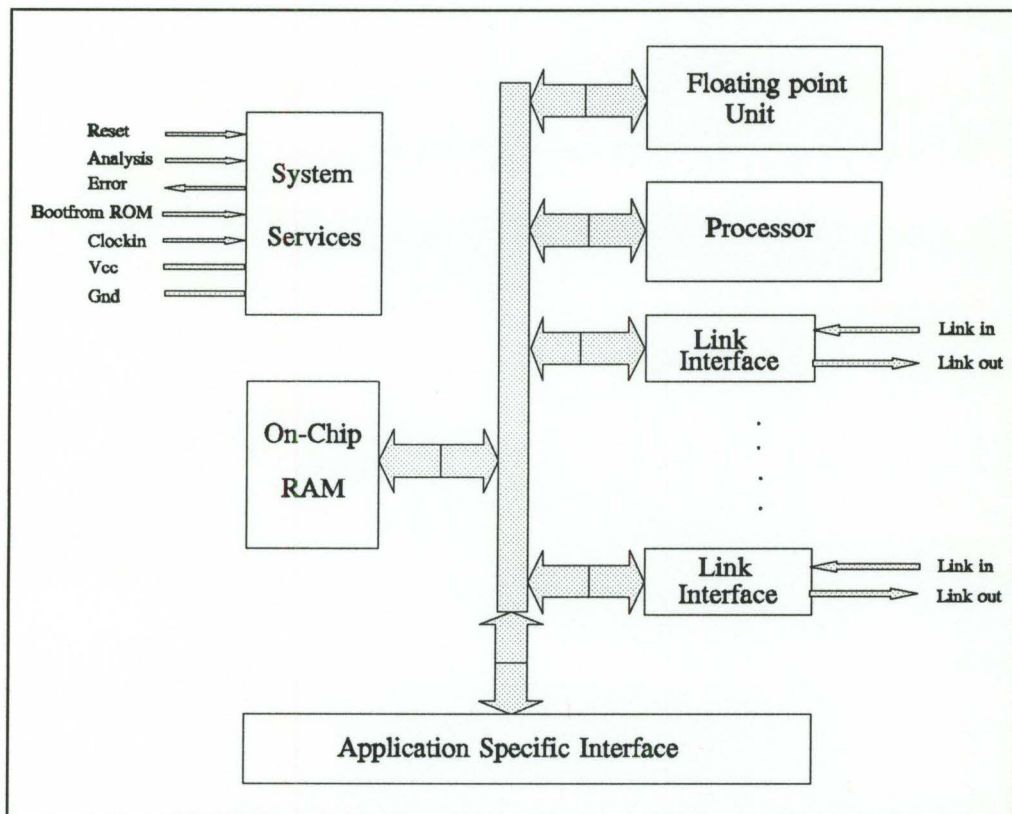 Floating point
Unit
Reset
Analysis
Error
Bootfrom ROM
Clockin
Vcc
Gnd
System
Services
Processor
Link
Interface
Link in
Link out
On-Chip
RAM
Link
Interface
Link in
Link out
Application Specific Interface